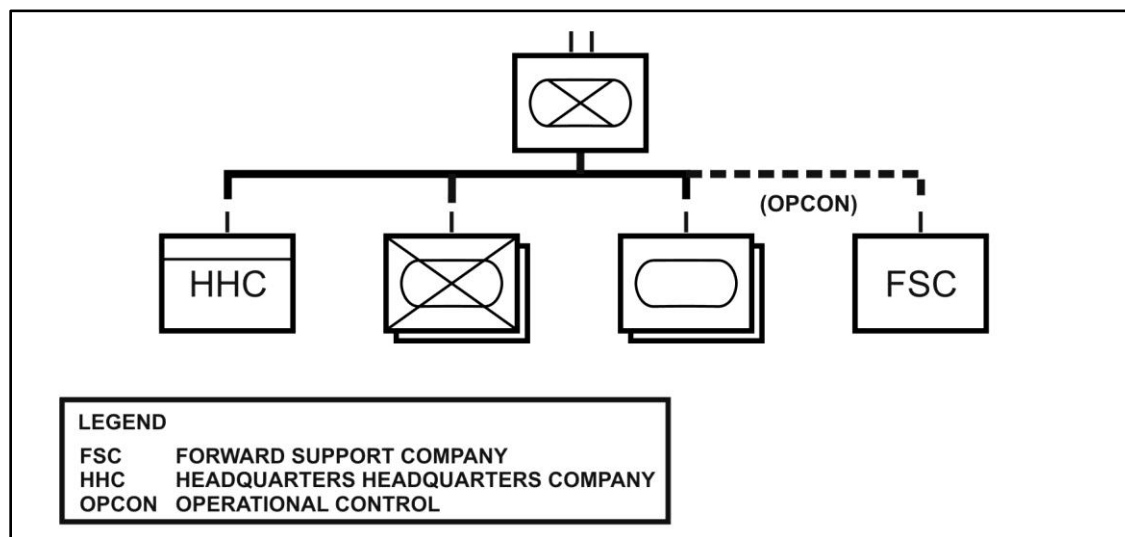 (OPCON)
HHC
FSC
LEGEND
FSC FORWARD SUPPORT COMPANY
HHC HEADQUARTERS HEADQUARTERS COMPANY
OPCON OPERATIONAL CONTROL